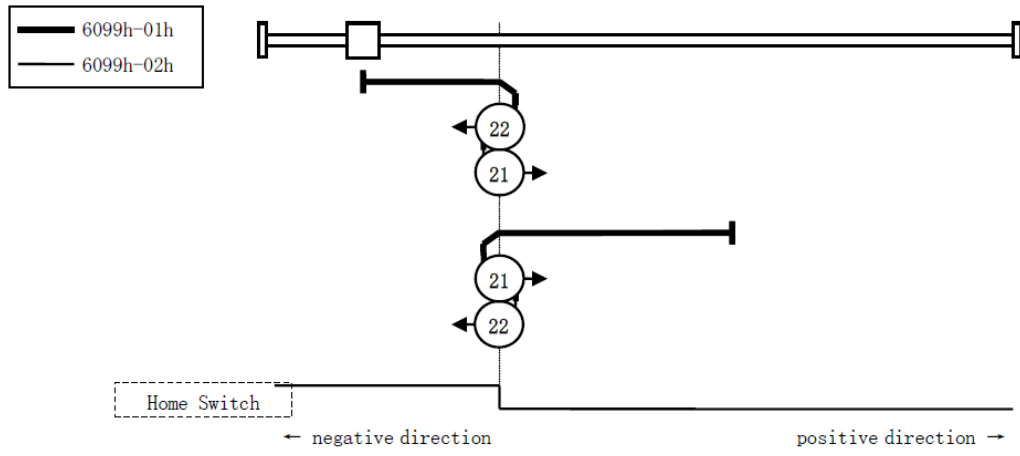 6099h-01h
6099h-02h
22
21
21
22
Home Switch
← negative direction
positive direction →